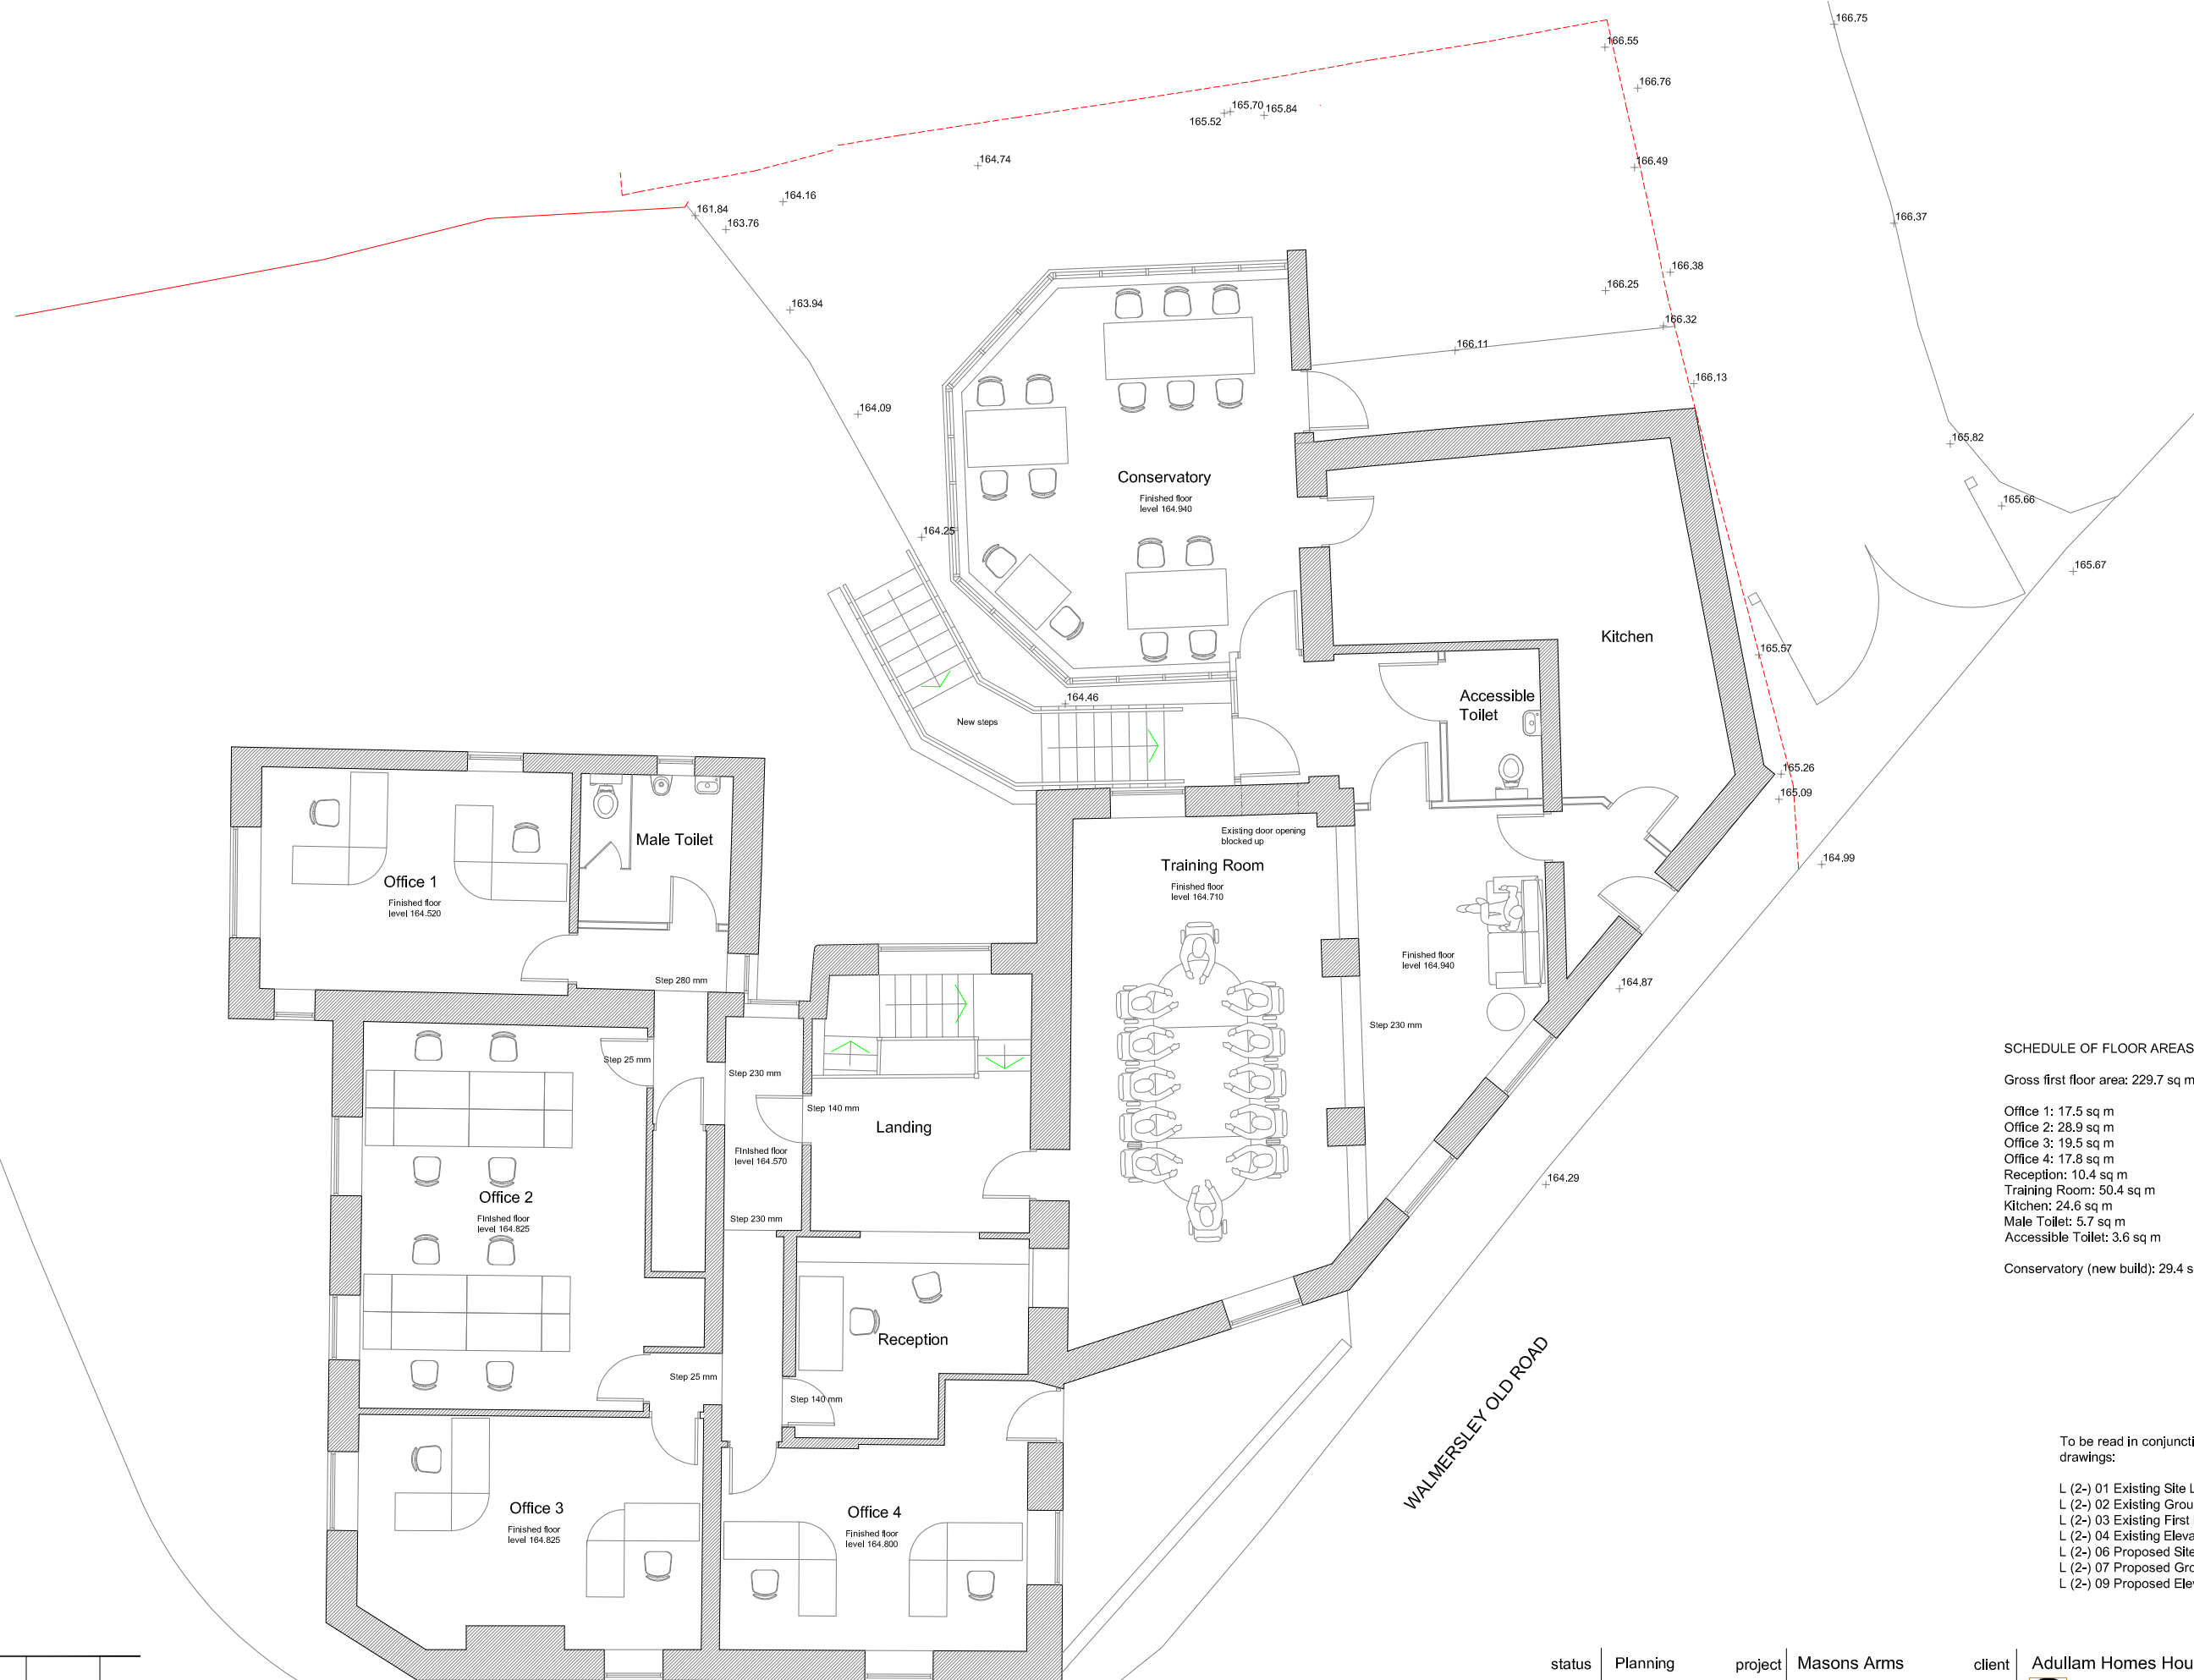 166.75
166.55
166.76
165.70
165.84
165.52
164.74
166.49
164.16
161.84
163.76
166.37
166.38
166.25
163.94
166.32
166.11
166.13
164.09
165.82
Conservatory
Finished floor
level 164.940
165.66
164.25
165.67
Kitchen
165.57
Accessible
Toilet
164.46
New steps
165.26
165.09
Existing door opening
blocked up
Male Toilet
Training Room
Finished floor
level 164.710
164.99
Office 1
Finished floor
level 164.520
Finished floor
level 164.940
Step 280 mm
164.87
Step 230 mm
Step 25 mm
Step 230 mm
Step 140 mm
Landing
Finished floor
level 164.570
164.29
Office 2
Finished floor
level 164.825
Step 230 mm
Reception
Step 25 mm
Step 140 mm
WALMERSLEY OLD ROAD
Office 3
Finished floor
level 164.825
Office 4
Finished floor
level 164.800
SCHEDULE OF FLOOR AREAS
Gross first floor area: 229.7 sq m
Office 1: 17.5 sq m
Office 2: 28.9 sq m
Office 3: 19.5 sq m
Office 4: 17.8 sq m
Reception: 10.4 sq m
Training Room: 50.4 sq m
Kitchen: 24.6 sq m
Male Toilet: 5.7 sq m
Accessible Toilet: 3.6 sq m
Conservatory (new build): 29.4 s
To be read in conjuncti
drawings:
L (2-) 01 Existing Site L
L (2-) 02 Existing Grou
L (2-) 03 Existing First
L (2-) 04 Existing Eleva
L (2-) 06 Proposed Site
L (2-) 07 Proposed Gro
L (2-) 09 Proposed Ele
status Planning project Masons Arms client Adullam Homes Hou